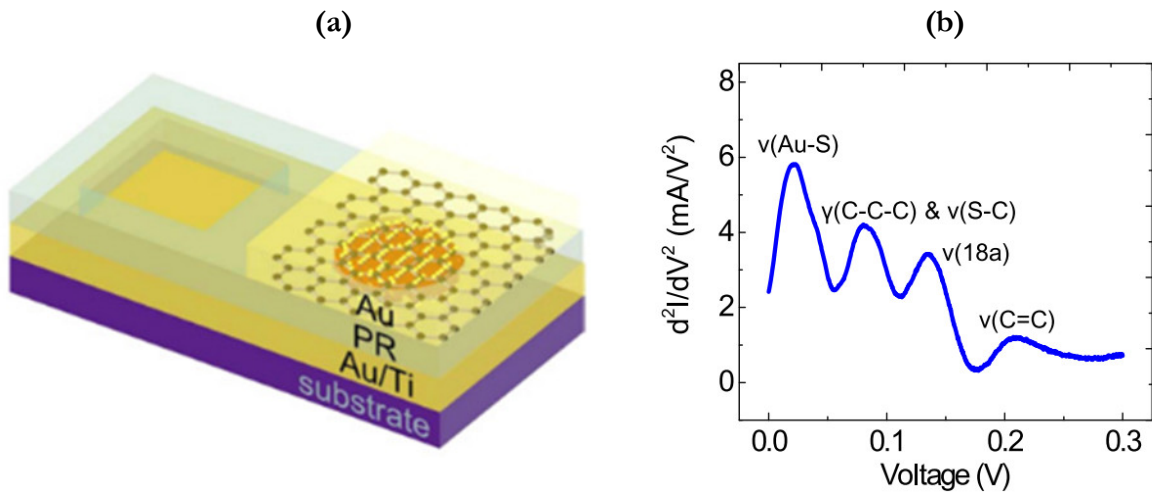 (a)
(b)
Au
PR
Au/Ti
substrate
d²I/dV² (mA/V²)
8
6
4
2
0
ν(Au-S)
γ(C-C-C) & ν(S-C)
ν(18a)
ν(C=C)
0.0 0.1 0.2 0.3
Voltage (V)